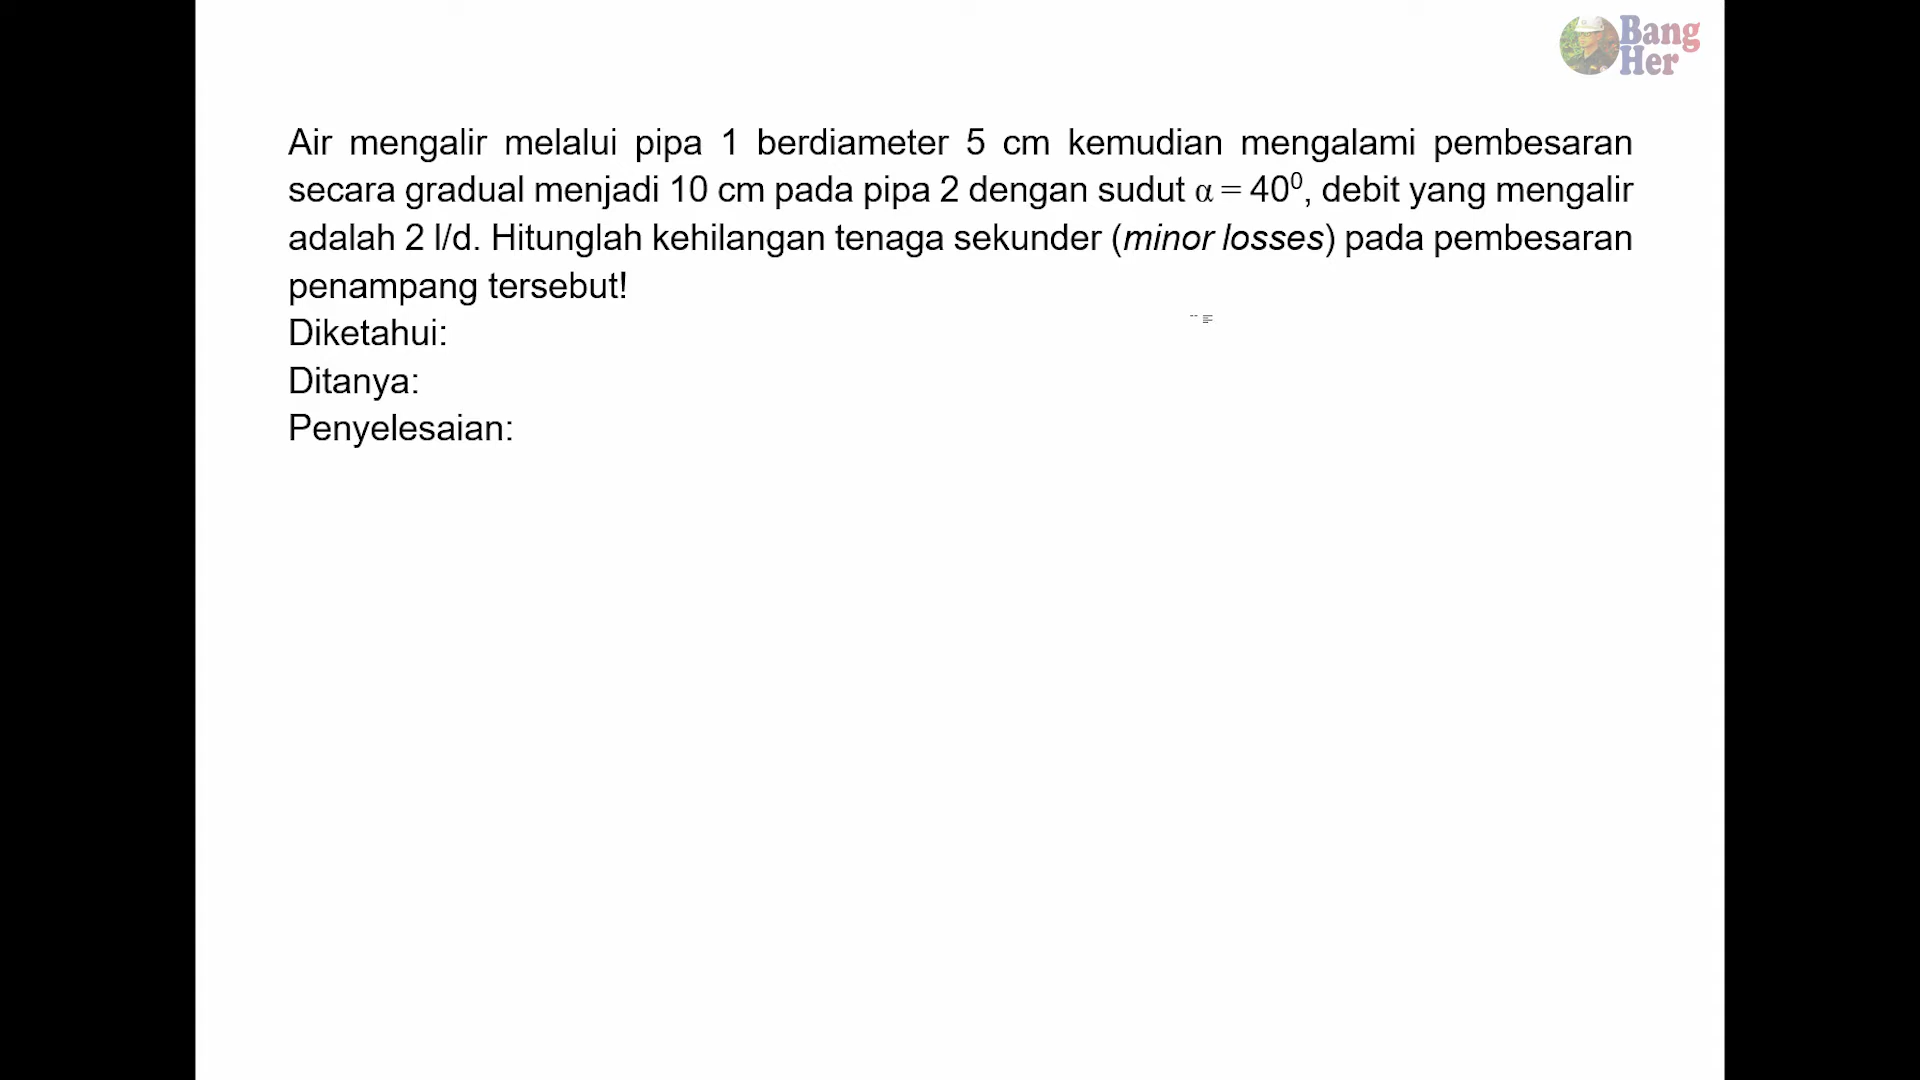 Bang
Her
Air mengalir melalui pipa 1 berdiameter 5 cm kemudian mengalami pembesaran
secara gradual menjadi 10 cm pada pipa 2 dengan sudut α = 40⁰, debit yang mengalir
adalah 2 l/d. Hitunglah kehilangan tenaga sekunder (minor losses) pada pembesaran
penampang tersebut!
Diketahui:
Ditanya:
Penyelesaian: